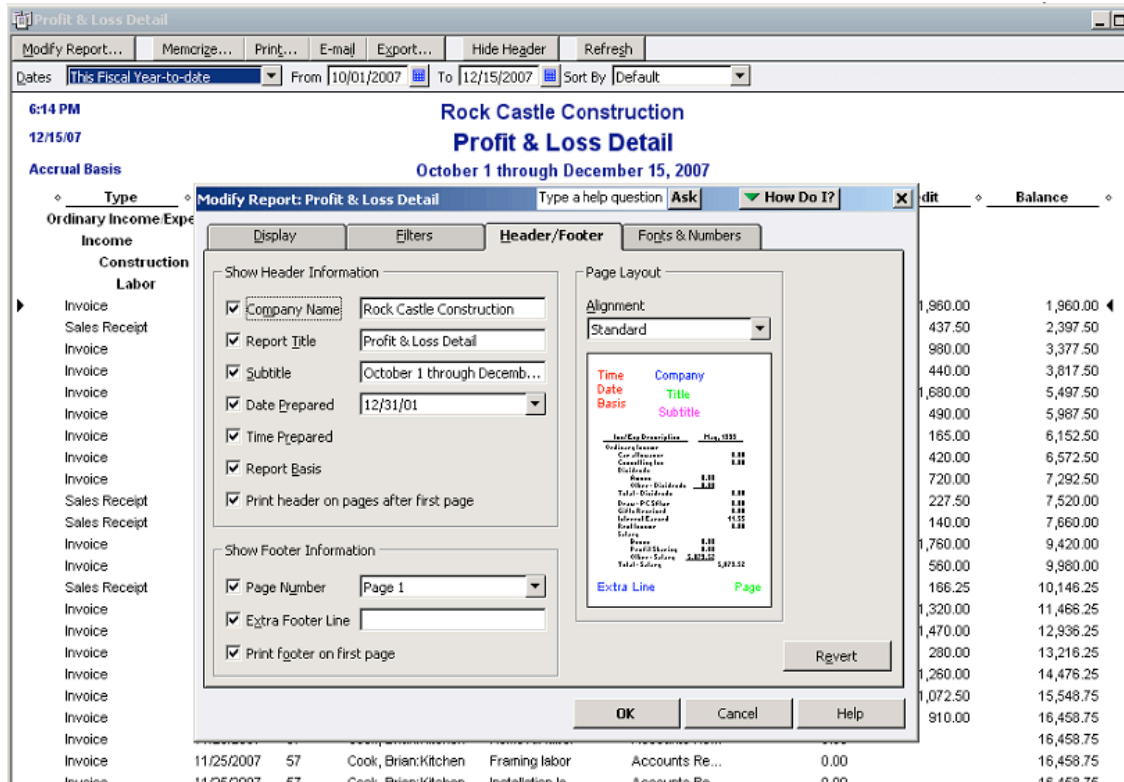 Profit & Loss Detail
Modify Report... Memorize... Print... E-mail Export... Hide Header Refresh
Dates This Fiscal Year-to-date From 10/01/2007 To 12/15/2007 Sort By Default
6:14 PM Rock Castle Construction
12/15/07 Profit & Loss Detail
Accrual Basis October 1 through December 15, 2007
Type dit Balance
Ordinary Income/Expe
Income
Construction
Labor
Modify Report: Profit & Loss Detail Type a help question Ask How Do I?
Display Filters Header/Footer Fonts & Numbers
Show Header Information
Company Name Rock Castle Construction
Report Title Profit & Loss Detail
Subtitle October 1 through Decemb...
Date Prepared 12/31/01
Time Prepared
Report Basis
Print header on pages after first page
Show Footer Information
Page Number Page 1
Extra Footer Line
Print footer on first page
Page Layout
Alignment
Standard
Time Company
Date Title
Basis Subtitle
Extra Line Page
Revert
OK Cancel Help
Invoice 1,960.00 1,960.00
Sales Receipt 437.50 2,397.50
Invoice 980.00 3,377.50
Invoice 440.00 3,817.50
Invoice 1,680.00 5,497.50
Invoice 490.00 5,987.50
Invoice 165.00 6,152.50
Invoice 420.00 6,572.50
Invoice 720.00 7,292.50
Sales Receipt 227.50 7,520.00
Sales Receipt 140.00 7,660.00
Invoice 1,760.00 9,420.00
Invoice 560.00 9,980.00
Sales Receipt 166.25 10,146.25
Invoice 1,320.00 11,466.25
Invoice 1,470.00 12,936.25
Invoice 280.00 13,216.25
Invoice 1,260.00 14,476.25
Invoice 1,072.50 15,548.75
Invoice 910.00 16,458.75
Invoice 16,458.75
Invoice 11/25/2007 57 Cook, Brian:Kitchen Framing labor Accounts Re... 0.00 16,458.75